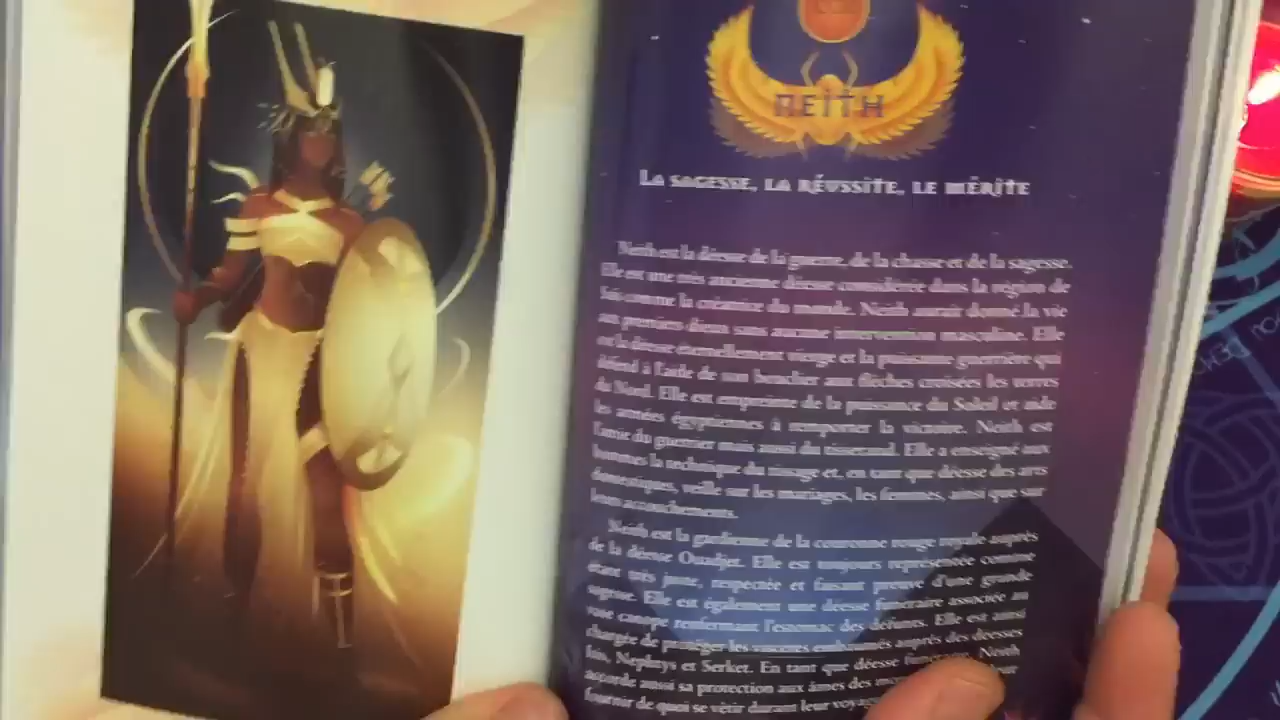 NEITH
La sagesse, la réussite, le mérite
Neith est la déesse de la guerre, de la chasse et de la sagesse.
Elle est une très ancienne déesse considérée dans la région de
Saïs comme la créatrice du monde. Neith aurait donné la vie
aux premiers dieux sans aucune intervention masculine. Elle
est la déesse éternellement vierge et la puissante guerrière qui
défend à l'aide de son bouclier aux flèches croisées les terres
du Nord. Elle est empreinte de la puissance du Soleil et aide
les armées égyptiennes à remporter la victoire. Neith est
l'amie du guerrier mais aussi du tisserand. Elle a enseigné aux
hommes la technique du tissage et, en tant que déesse des arts
domestiques, veille sur les mariages, les femmes, ainsi que sur
leurs accouchements.
Neith est la gardienne de la couronne rouge royale auprès
de la déesse Ouadjet. Elle est toujours représentée comme
étant très jeune, respectée et faisant preuve d'une grande
sagesse. Elle est également une déesse funéraire associée au
vase canope renfermant l'estomac des défunts. Elle est aussi
chargée de protéger les viscères embaumés auprès des déesses
Isis, Nephtys et Serket. En tant que déesse funéraire, Neith
accorde aussi sa protection aux âmes des
fournir de quoi se vêtir durant leur